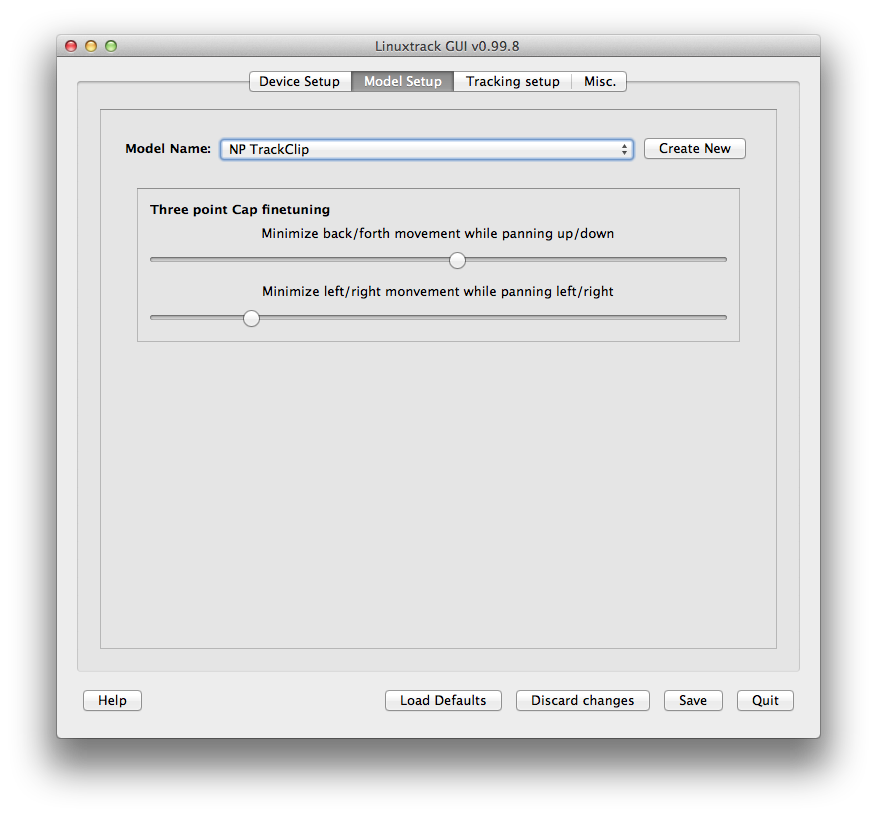 Linuxtrack GUI v0.99.8
Device Setup Model Setup Tracking setup Misc.
Model Name: NP TrackClip Create New
Three point Cap finetuning
Minimize back/forth movement while panning up/down
Minimize left/right monvement while panning left/right
Help Load Defaults Discard changes Save Quit